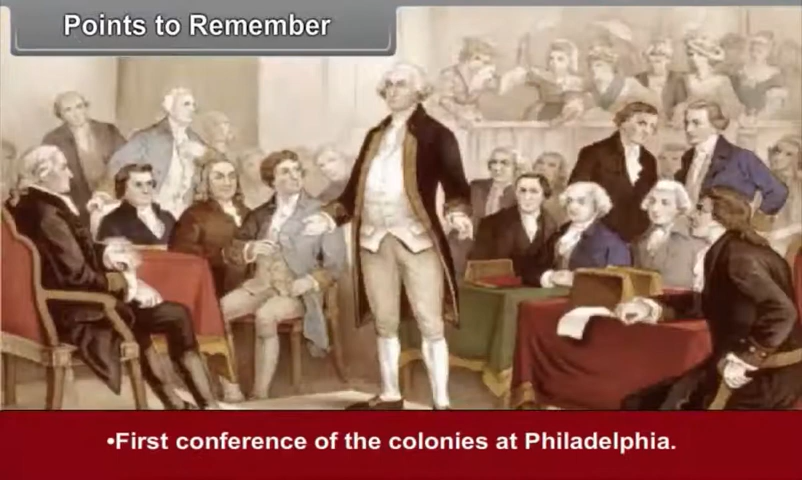 Points to Remember
•First conference of the colonies at Philadelphia.